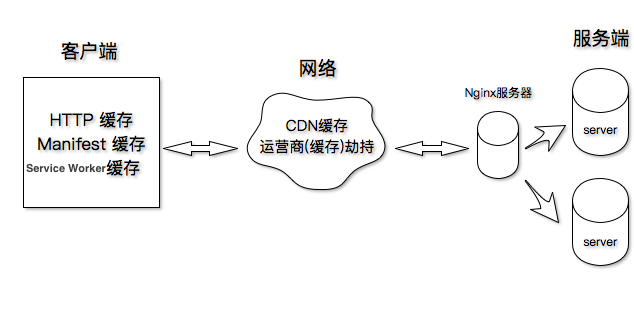 客户端
HTTP 缓存
Manifest 缓存
Service Worker缓存
网络
CDN缓存
运营商(缓存)劫持
Nginx服务器
服务端
server
server